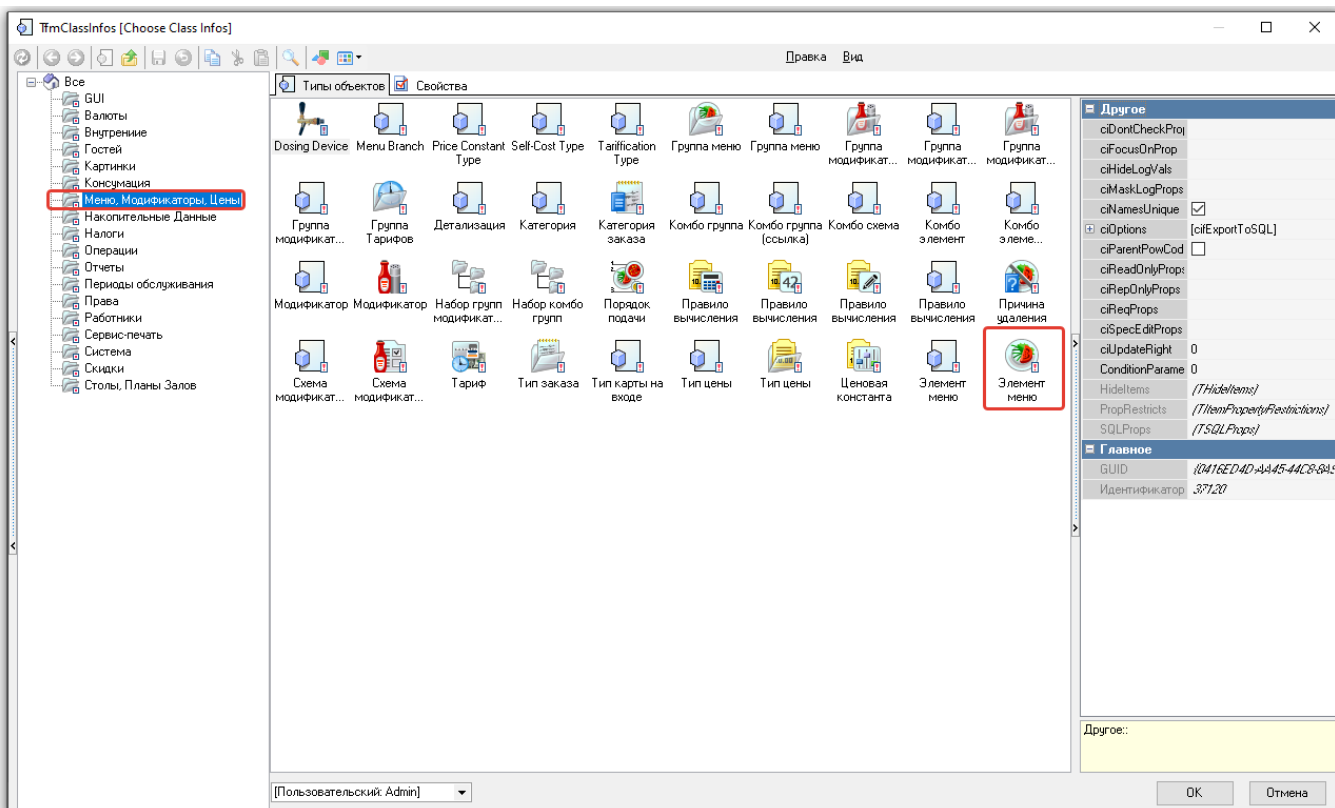 TfmClassInfos [Choose Class Infos]
Правка Вид
Все
GUI
Валюты
Внутренние
Гостей
Картинки
Консумация
Меню, Модификаторы, Цены
Накопительные Данные
Налоги
Операции
Отчеты
Периоды обслуживания
Права
Работники
Сервис-печать
Система
Скидки
Столы, Планы Залов
Типы объектов Свойства
Dosing Device Menu Branch Price Constant Self-Cost Type Tariffication Группа меню Группа меню Группа Группа Группа
Type Type модификат... модификат... модификат...
Группа Группа Детализация Категория Категория Комбо группа Комбо группа Комбо схема Комбо Комбо
модификат... Тарифов заказа (ссылка) элемент элеме...
Модификатор Модификатор Набор групп Набор комбо Порядок Правило Правило Правило Правило Причина
модификат... групп подачи вычисления вычисления вычисления вычисления удаления
Схема Схема Тариф Тип заказа Тип карты на Тип цены Тип цены Ценовая Элемент Элемент
модификат... модификат... входе константа меню меню
Другое
ciDontCheckProp
ciFocusOnProp
ciHideLogVals
ciMaskLogProps
ciNamesUnique
ciOptions [cifExportToSQL]
ciParentPowCod
ciReadOnlyProps
ciRepOnlyProps
ciReqProps
ciSpecEditProps
ciUpdateRight 0
ConditionParame 0
HideItems (THideItems)
PropRestricts (TItemPropertyRestrictions)
SQLProps (TSQLProps)
Главное
GUID {0416ED4D-AA45-44C8-8A5
Идентификатор 37120
Другое::
[Пользовательский: Admin]
OK Отмена